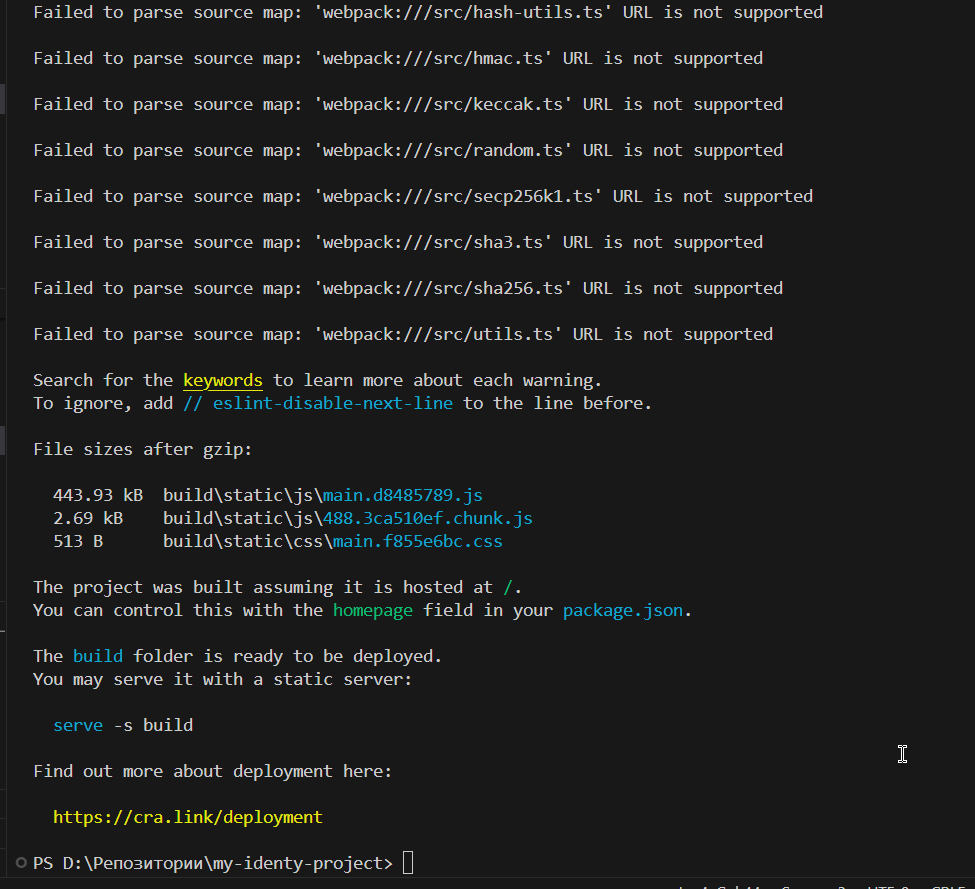 Failed to parse source map: 'webpack:///src/hash-utils.ts' URL is not supported
Failed to parse source map: 'webpack:///src/hmac.ts' URL is not supported
Failed to parse source map: 'webpack:///src/keccak.ts' URL is not supported
Failed to parse source map: 'webpack:///src/random.ts' URL is not supported
Failed to parse source map: 'webpack:///src/secp256k1.ts' URL is not supported
Failed to parse source map: 'webpack:///src/sha3.ts' URL is not supported
Failed to parse source map: 'webpack:///src/sha256.ts' URL is not supported
Failed to parse source map: 'webpack:///src/utils.ts' URL is not supported
Search for the keywords to learn more about each warning.
To ignore, add // eslint-disable-next-line to the line before.
File sizes after gzip:
443.93 kB  build\static\js\main.d8485789.js
2.69 kB    build\static\js\488.3ca510ef.chunk.js
513 B      build\static\css\main.f855e6bc.css
The project was built assuming it is hosted at /.
You can control this with the homepage field in your package.json.
The build folder is ready to be deployed.
You may serve it with a static server:
serve -s build
Find out more about deployment here:
https://cra.link/deployment
PS D:\Репозитории\my-identy-project>